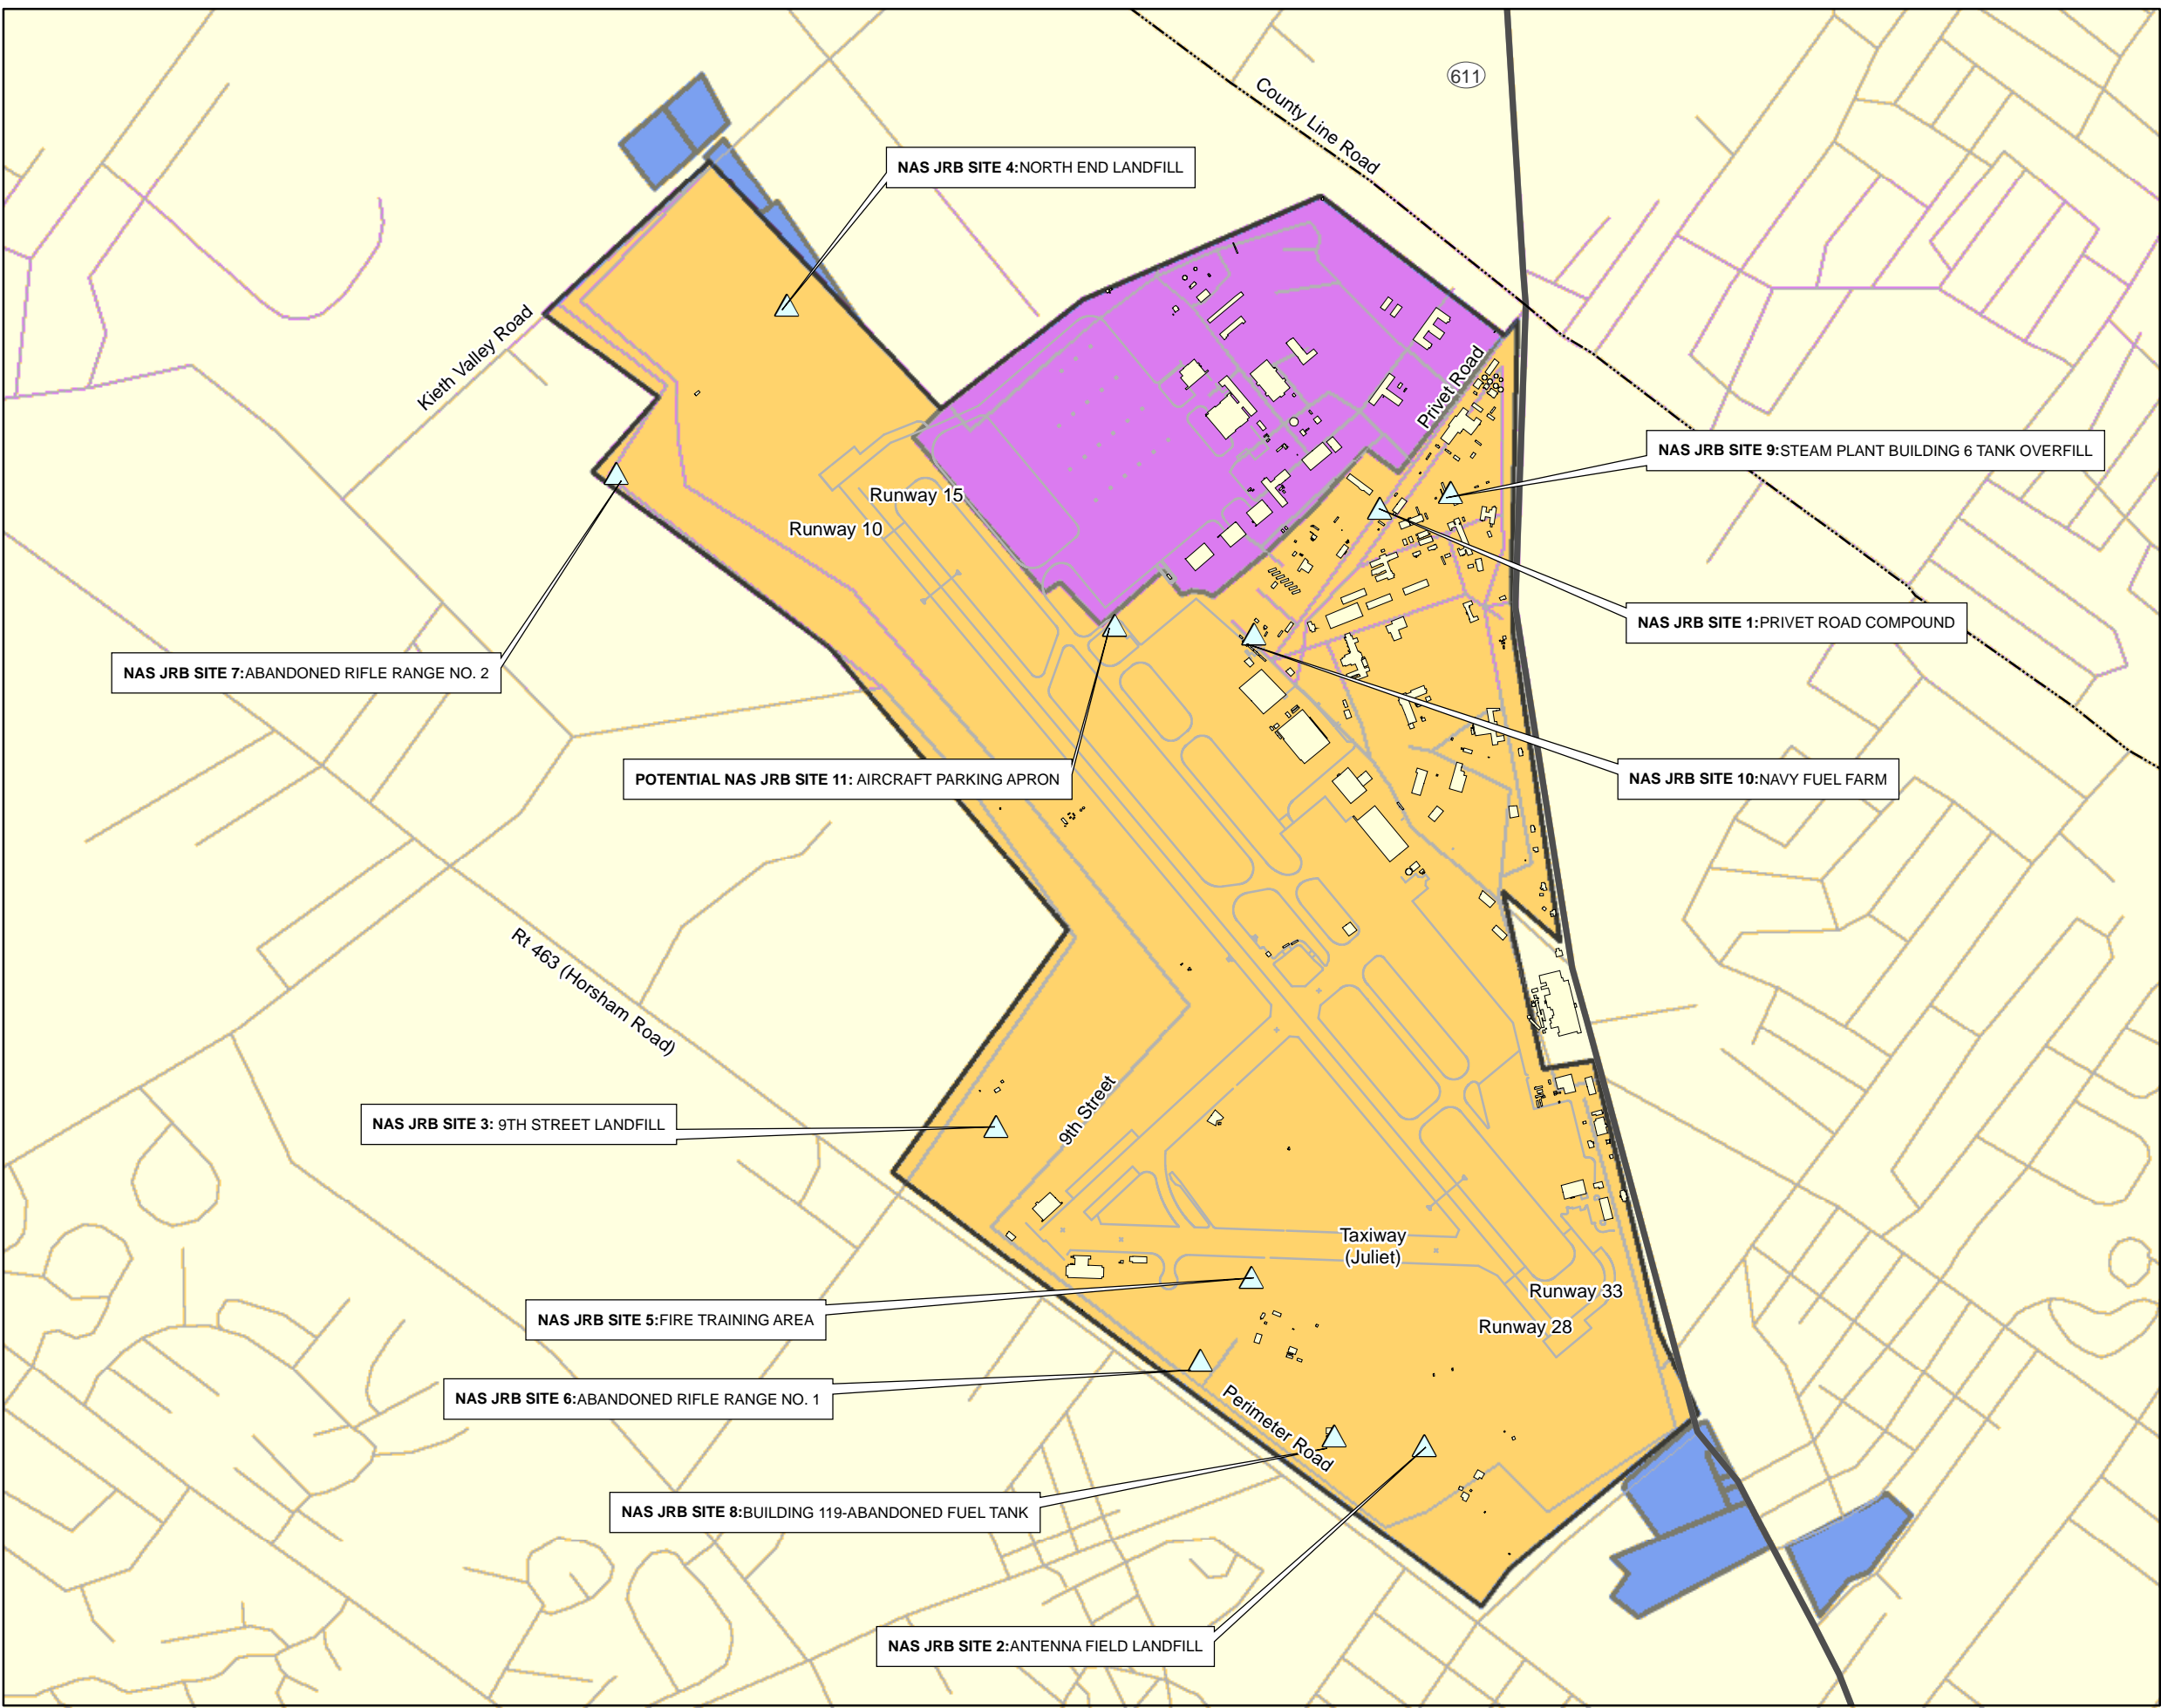 611
County Line Road
NAS JRB SITE 4:NORTH END LANDFILL
Kieth Valley Road
Privet Road
NAS JRB SITE 9:STEAM PLANT BUILDING 6 TANK OVERFILL
Runway 15
Runway 10
NAS JRB SITE 1:PRIVET ROAD COMPOUND
NAS JRB SITE 7:ABANDONED RIFLE RANGE NO. 2
POTENTIAL NAS JRB SITE 11: AIRCRAFT PARKING APRON
NAS JRB SITE 10:NAVY FUEL FARM
Rt 463 (Horsham Road)
9th Street
NAS JRB SITE 3: 9TH STREET LANDFILL
Taxiway
(Juliet)
Runway 33
NAS JRB SITE 5:FIRE TRAINING AREA
Runway 28
NAS JRB SITE 6:ABANDONED RIFLE RANGE NO. 1
Perimeter Road
NAS JRB SITE 8:BUILDING 119-ABANDONED FUEL TANK
NAS JRB SITE 2:ANTENNA FIELD LANDFILL